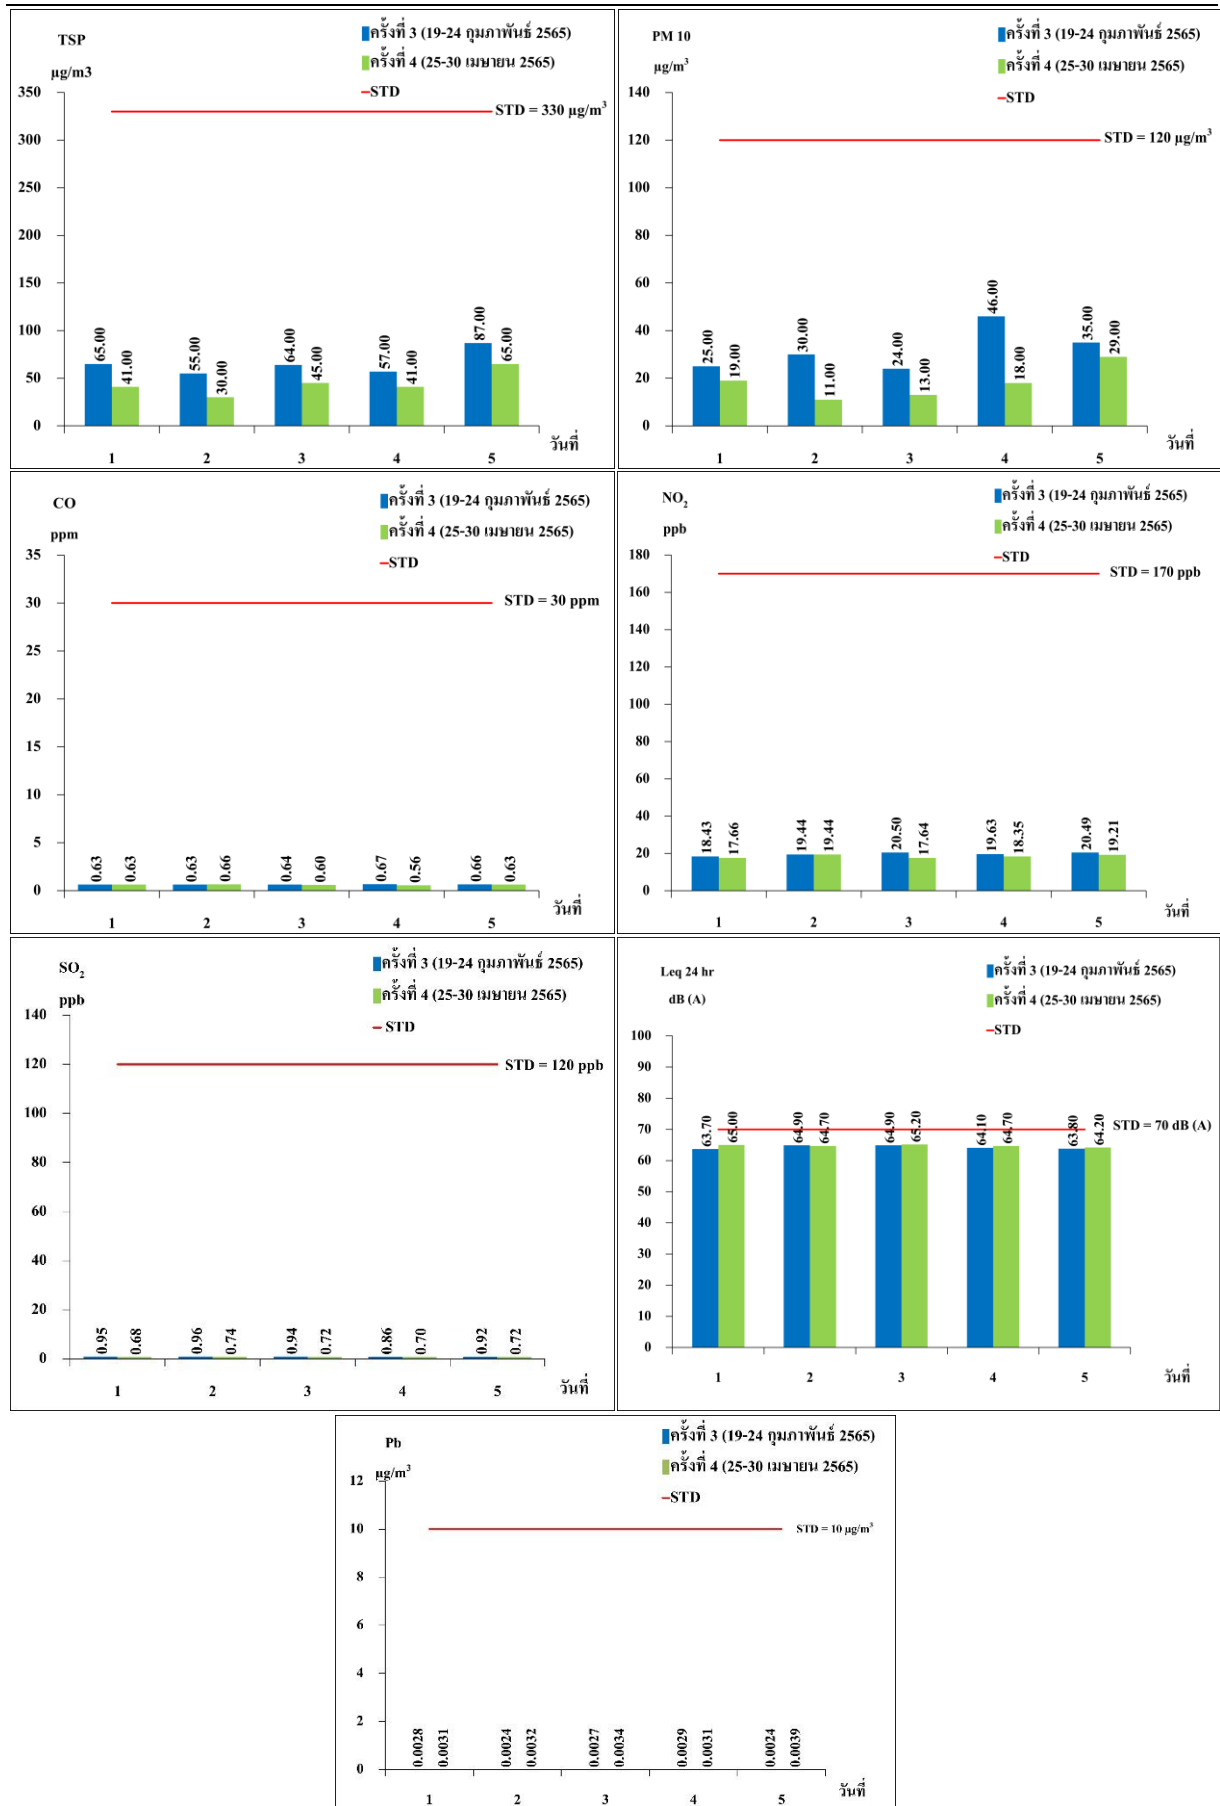 TSP
µg/m3
ครั้งที่ 3 (19-24 กุมภาพันธ์ 2565)
ครั้งที่ 4 (25-30 เมษายน 2565)
STD
STD = 330 µg/m³
350
300
250
200
150
100
50
0
65.00 41.00 55.00 30.00 64.00 45.00 57.00 41.00 87.00 65.00
1 2 3 4 5
วันที่
PM 10
µg/m³
ครั้งที่ 3 (19-24 กุมภาพันธ์ 2565)
ครั้งที่ 4 (25-30 เมษายน 2565)
STD
STD = 120 µg/m³
140
120
100
80
60
40
20
0
25.00 19.00 30.00 11.00 24.00 13.00 46.00 18.00 35.00 29.00
1 2 3 4 5
วันที่
CO
ppm
ครั้งที่ 3 (19-24 กุมภาพันธ์ 2565)
ครั้งที่ 4 (25-30 เมษายน 2565)
STD
STD = 30 ppm
35
30
25
20
15
10
5
0
0.63 0.63 0.63 0.66 0.64 0.60 0.67 0.56 0.66 0.63
1 2 3 4 5
วันที่
NO₂
ppb
ครั้งที่ 3 (19-24 กุมภาพันธ์ 2565)
ครั้งที่ 4 (25-30 เมษายน 2565)
STD
STD = 170 ppb
180
160
140
120
100
80
60
40
20
0
18.43 17.66 19.44 19.44 20.50 17.64 19.63 18.35 20.49 19.21
1 2 3 4 5
วันที่
SO₂
ppb
ครั้งที่ 3 (19-24 กุมภาพันธ์ 2565)
ครั้งที่ 4 (25-30 เมษายน 2565)
STD
STD = 120 ppb
140
120
100
80
60
40
20
0
0.95 0.68 0.96 0.74 0.94 0.72 0.86 0.70 0.92 0.72
1 2 3 4 5
วันที่
Leq 24 hr
dB (A)
ครั้งที่ 3 (19-24 กุมภาพันธ์ 2565)
ครั้งที่ 4 (25-30 เมษายน 2565)
STD
STD = 70 dB (A)
100
90
80
70
60
50
40
30
20
10
0
63.70 65.00 64.90 64.70 64.90 65.20 64.10 64.70 63.80 64.20
1 2 3 4 5
วันที่
Pb
µg/m³
ครั้งที่ 3 (19-24 กุมภาพันธ์ 2565)
ครั้งที่ 4 (25-30 เมษายน 2565)
STD
STD = 10 µg/m³
12
10
8
6
4
2
0
0.0028 0.0031 0.0024 0.0032 0.0027 0.0034 0.0029 0.0031 0.0024 0.0039
1 2 3 4 5
วันที่